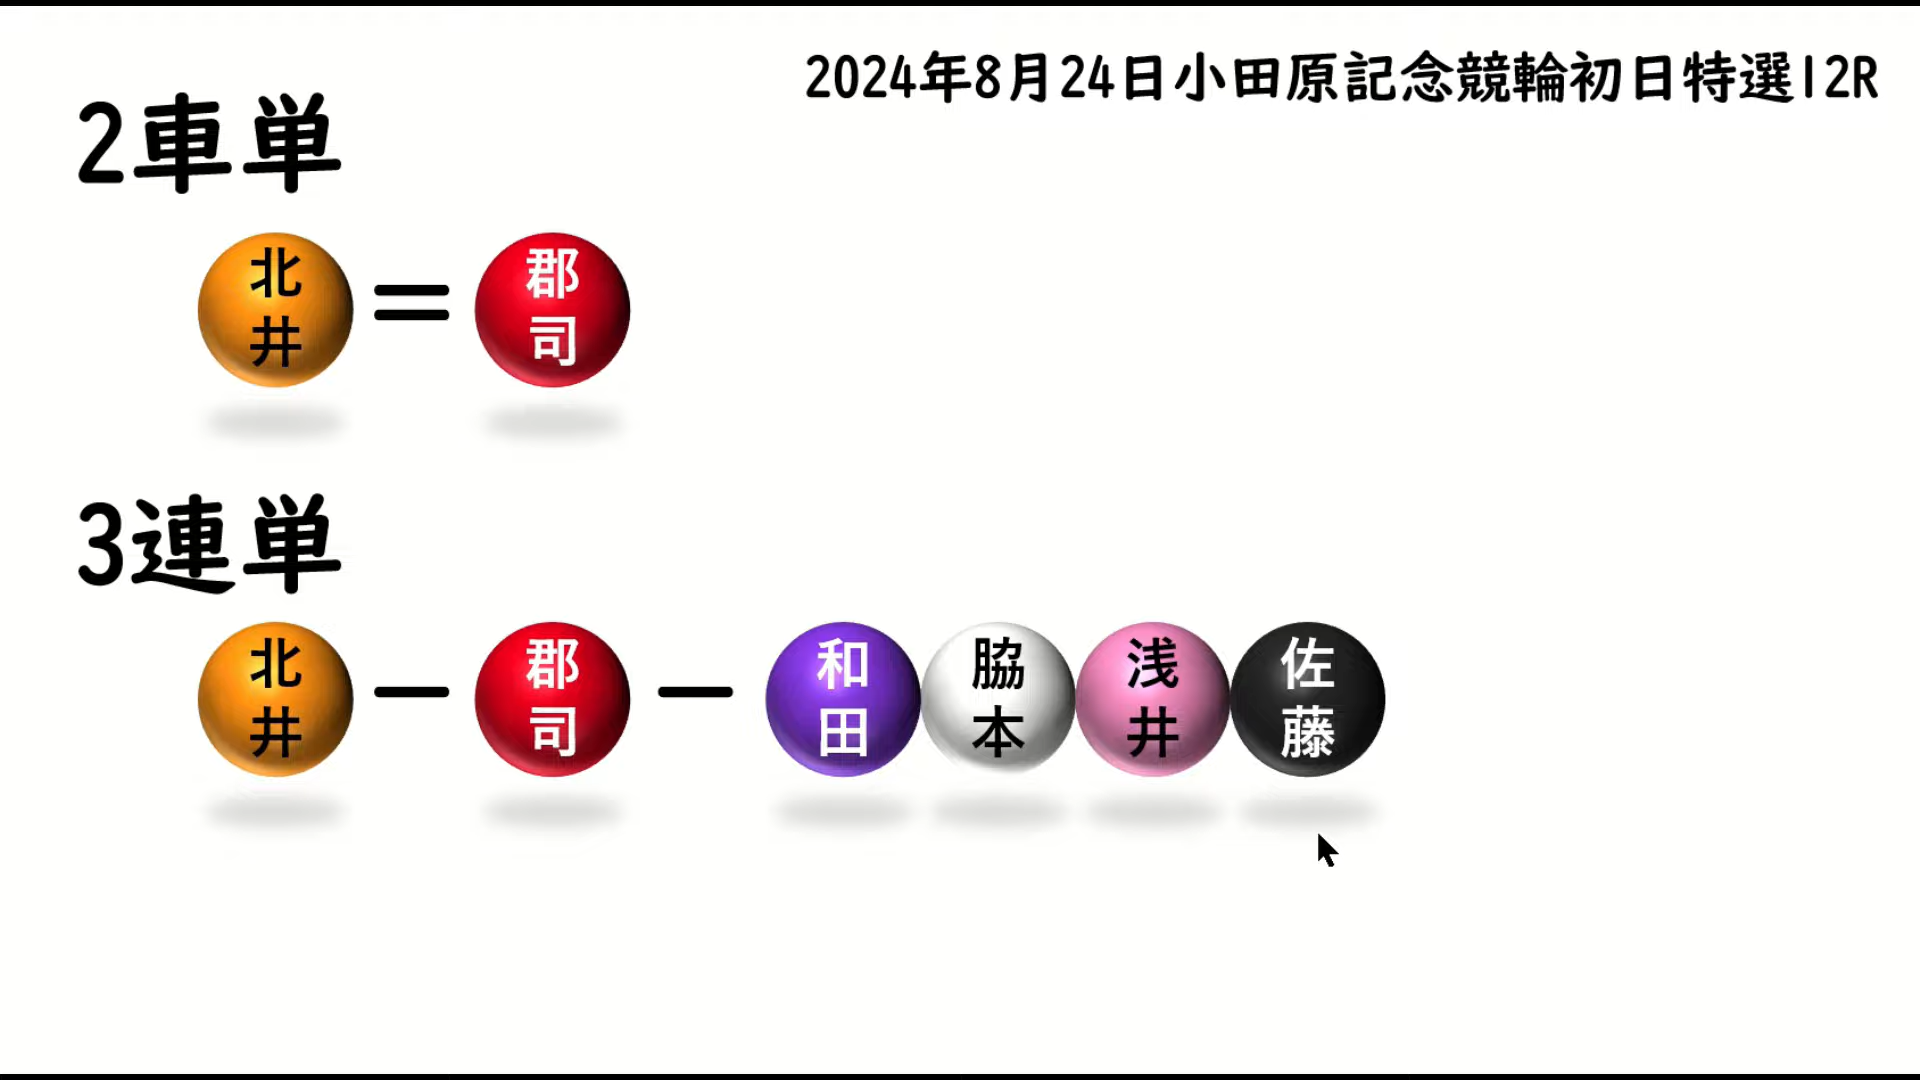 2024年8月24日小田原記念競輪初日特選12R
2車単
北井=郡司
3連単
北井-郡司-和田脇本浅井佐藤